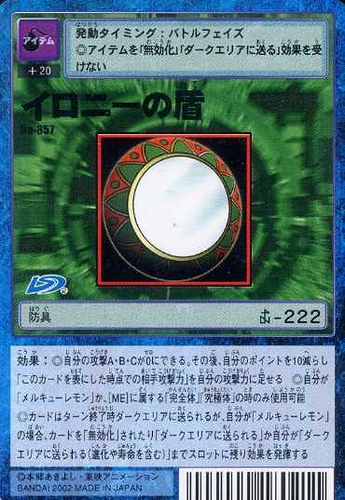 アイテム
+20
発動タイミング:バトルフェイズ
◎アイテムを「無効化」「ダークエリアに送る」効果を受
けない
イロニーの盾
Bo-857
防具
よ-222
効果:◎自分の攻撃A・B・Cが0にできる。その後、自分のポイントを10減らし
「このカードを表にした時点での相手攻撃力」を自分の攻撃力に足せる ◎自分が
「メルキューレモン」か、[ME]に属する「完全体」「究極体」の時のみ使用可能
◎カードはターン終了時ダークエリアに送られるが、自分が「メルキューレモン」
の場合、カードを「無効化」されたり「ダークエリアに送る」か自分が「ダーク
エリアに送られる(進化や寿命を含む)」までスロットに残り効果を発揮する
©本郷あきよし・東映アニメーション
BANDAI 2002 MADE IN JAPAN